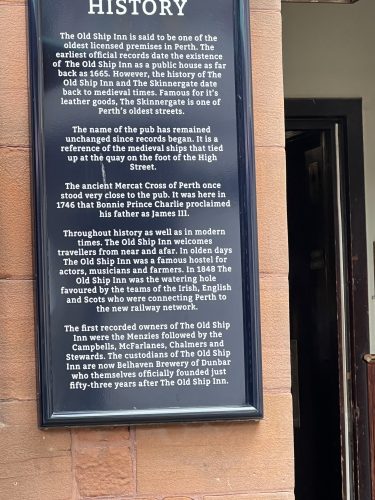 HISTORY
The Old Ship Inn is said to be one of the
oldest licensed premises in Perth. The
earliest official records date the existence
of The Old Ship Inn as a public house as far
back as 1665. However, the history of The
Old Ship Inn and The Skinnergate date
back to medieval times. Famous for it's
leather goods, The Skinnergate is one of
Perth's oldest streets.
The name of the pub has remained
unchanged since records began. It is a
reference of the medieval ships that tied
up at the quay on the foot of the High
Street.
The ancient Mercat Cross of Perth once
stood very close to the pub. It was here in
1746 that Bonnie Prince Charlie proclaimed
his father as James III.
Throughout history as well as in modern
times. The Old Ship Inn welcomes
travellers from near and afar. In olden days
The Old Ship Inn was a famous hostel for
actors, musicians and farmers. In 1848 The
Old Ship Inn was the watering hole
favoured by the teams of the Irish, English
and Scots who were connecting Perth to
the new railway network.
The first recorded owners of The Old Ship
Inn were the Menzies followed by the
Campbells, McFarlanes, Chalmers and
Stewards. The custodians of The Old Ship
Inn are now Belhaven Brewery of Dunbar
who themselves officially founded just
fifty-three years after The Old Ship Inn.